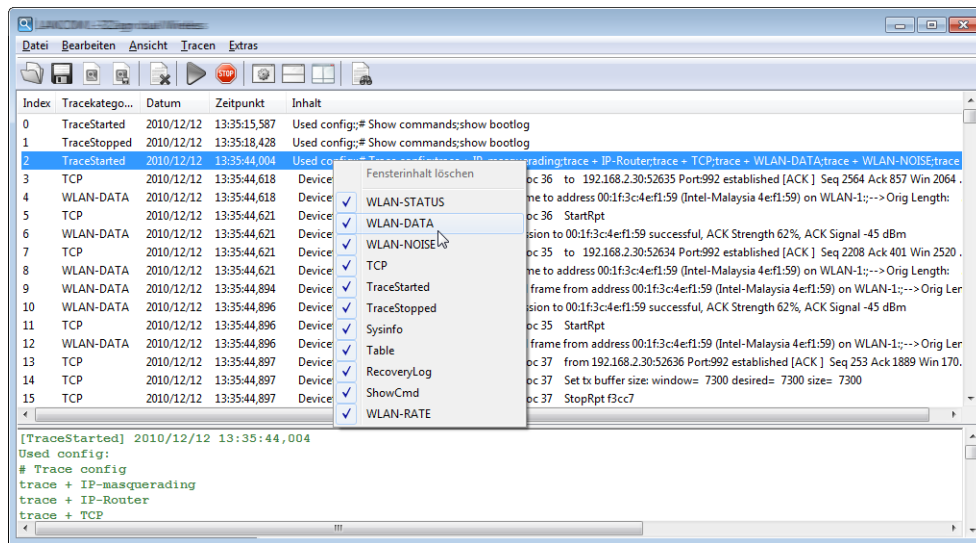 Datei Bearbeiten Ansicht Tracen Extras
STOP
Index Tracekatego... Datum Zeitpunkt Inhalt
0 TraceStarted 2010/12/12 13:35:15,587 Used config:;# Show commands;show bootlog
1 TraceStopped 2010/12/12 13:35:18,428 Used config:;# Show commands;show bootlog
2 TraceStarted 2010/12/12 13:35:44,004 Used config:;# Trace config;trace + IP-masquerading;trace + IP-Router;trace + TCP;trace + WLAN-DATA;trace + WLAN-NOISE;trace
3 TCP 2010/12/12 13:35:44,618 Device oc 36 to 192.168.2.30:52635 Port:992 established [ACK ] Seq 2564 Ack 857 Win 2064 .
4 WLAN-DATA 2010/12/12 13:35:44,618 Device me to address 00:1f:3c:4e:f1:59 (Intel-Malaysia 4e:f1:59) on WLAN-1:;-->Orig Length:
5 TCP 2010/12/12 13:35:44,621 Device oc 36 StartRpt
6 WLAN-DATA 2010/12/12 13:35:44,621 Device sion to 00:1f:3c:4e:f1:59 successful, ACK Strength 62%, ACK Signal -45 dBm
7 TCP 2010/12/12 13:35:44,621 Device oc 35 to 192.168.2.30:52634 Port:992 established [ACK ] Seq 2208 Ack 401 Win 2520 .
8 WLAN-DATA 2010/12/12 13:35:44,621 Device me to address 00:1f:3c:4e:f1:59 (Intel-Malaysia 4e:f1:59) on WLAN-1:;-->Orig Length:
9 WLAN-DATA 2010/12/12 13:35:44,894 Device frame from address 00:1f:3c:4e:f1:59 (Intel-Malaysia 4e:f1:59) on WLAN-1:;-->Orig Ler
10 WLAN-DATA 2010/12/12 13:35:44,896 Device sion to 00:1f:3c:4e:f1:59 successful, ACK Strength 62%, ACK Signal -45 dBm
11 TCP 2010/12/12 13:35:44,896 Device oc 35 StartRpt
12 WLAN-DATA 2010/12/12 13:35:44,896 Device frame from address 00:1f:3c:4e:f1:59 (Intel-Malaysia 4e:f1:59) on WLAN-1:;-->Orig Ler
13 TCP 2010/12/12 13:35:44,897 Device oc 37 from 192.168.2.30:52636 Port:992 established [ACK ] Seq 253 Ack 1889 Win 170.
14 TCP 2010/12/12 13:35:44,897 Device oc 37 Set tx buffer size: window= 7300 desired= 7300 size= 7300
15 TCP 2010/12/12 13:35:44,897 Device oc 37 StopRpt f3cc7
Fensterinhalt löschen
WLAN-STATUS
WLAN-DATA
WLAN-NOISE
TCP
TraceStarted
TraceStopped
Sysinfo
Table
RecoveryLog
ShowCmd
WLAN-RATE
[TraceStarted] 2010/12/12 13:35:44,004
Used config:
# Trace config
trace + IP-masquerading
trace + IP-Router
trace + TCP